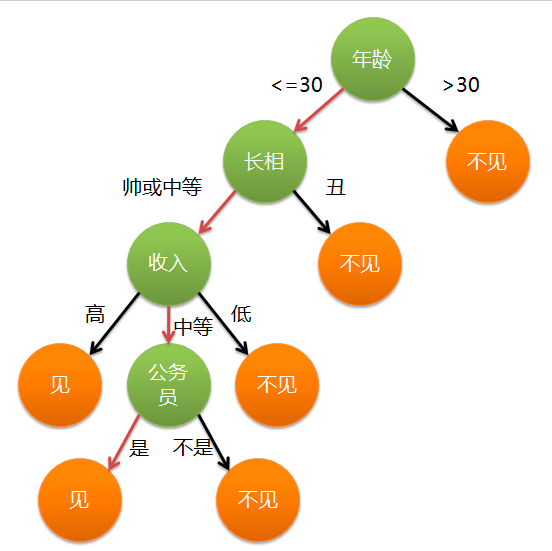 年龄
<=30
>30
长相
不见
帅或中等
丑
收入
不见
高
中等
低
见
公务
员
不见
是
不是
见
不见